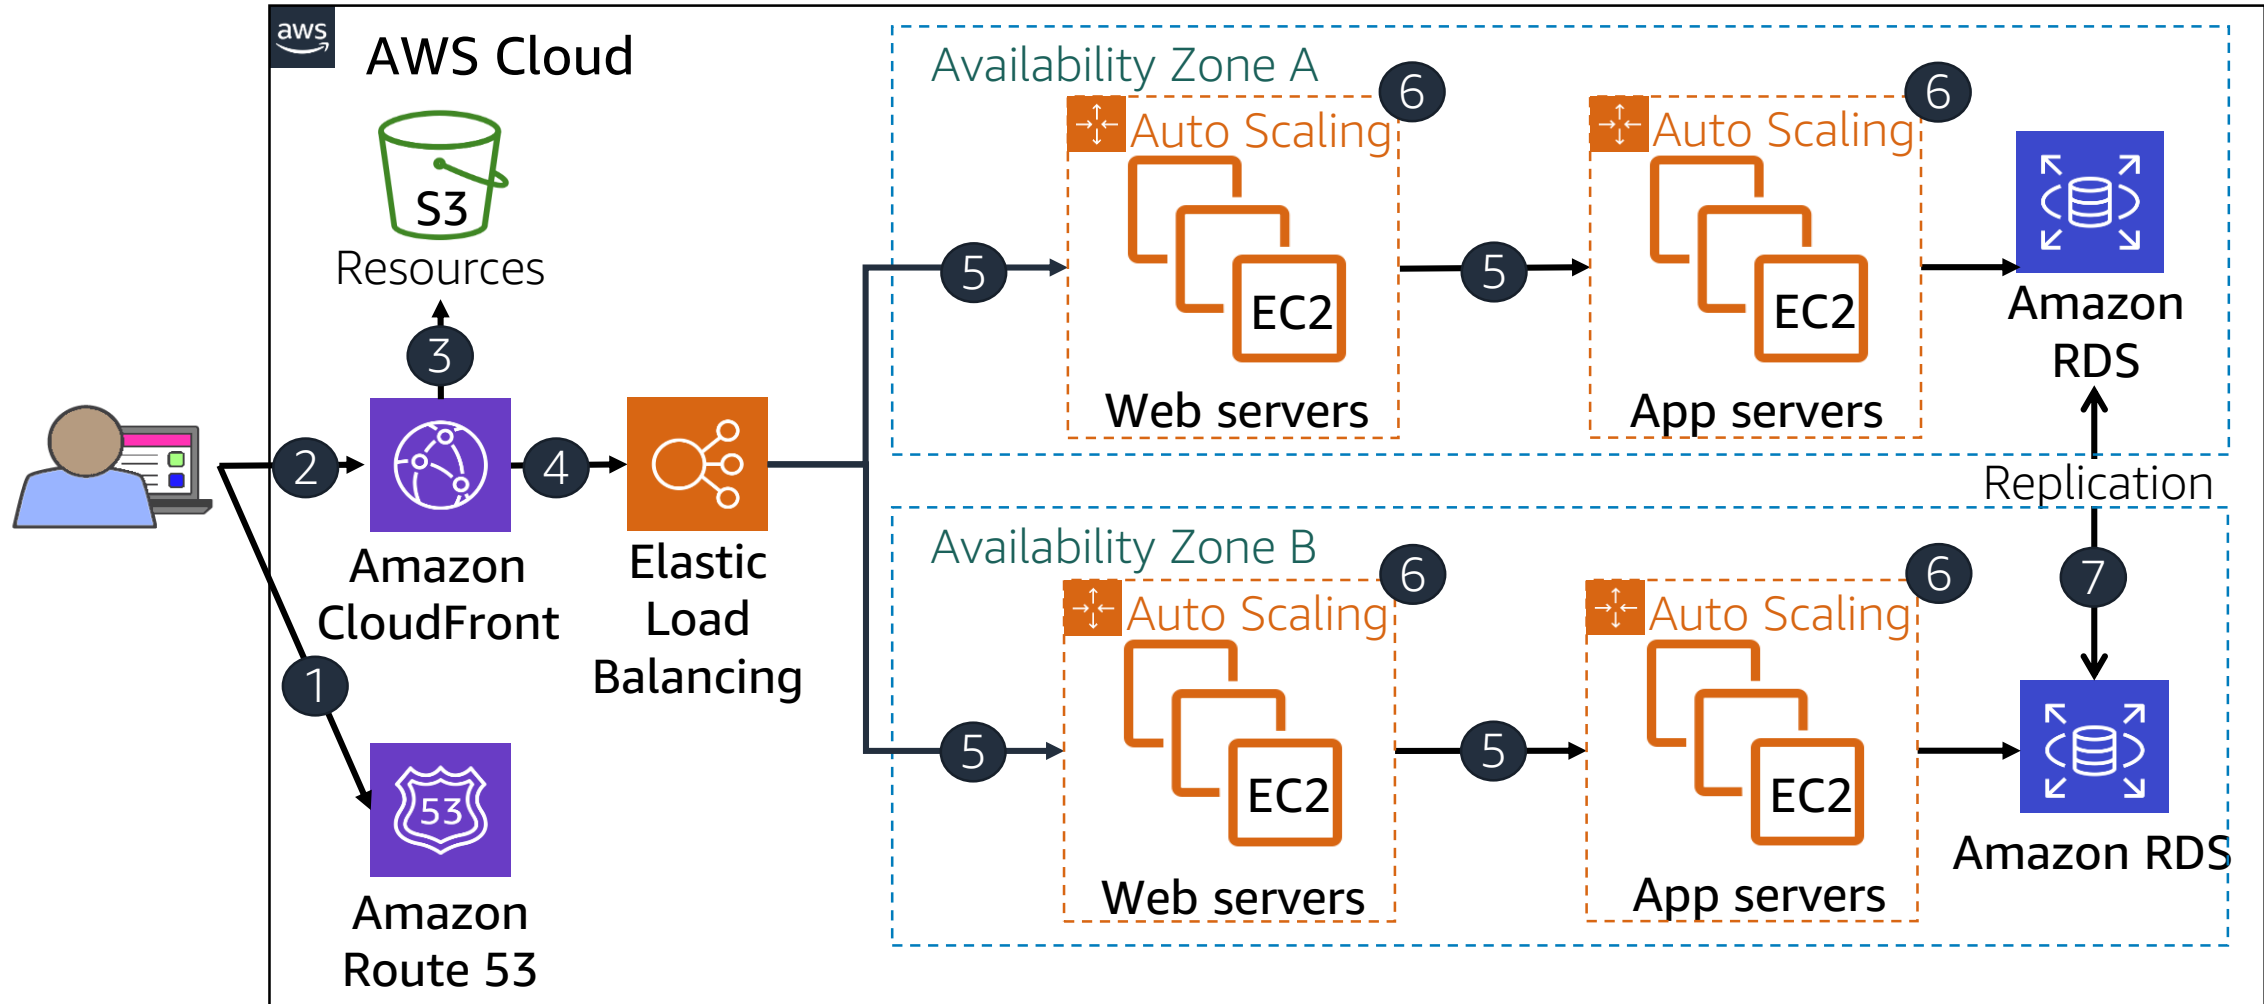 aws
AWS Cloud
S3
Resources
3
2
4
Amazon
CloudFront
Elastic
Load
Balancing
1
53
Amazon
Route 53
Availability Zone A
5
6
Auto Scaling
EC2
Web servers
5
6
Auto Scaling
EC2
App servers
Amazon
RDS
Replication
7
Availability Zone B
5
6
Auto Scaling
EC2
Web servers
5
6
Auto Scaling
EC2
App servers
Amazon RDS